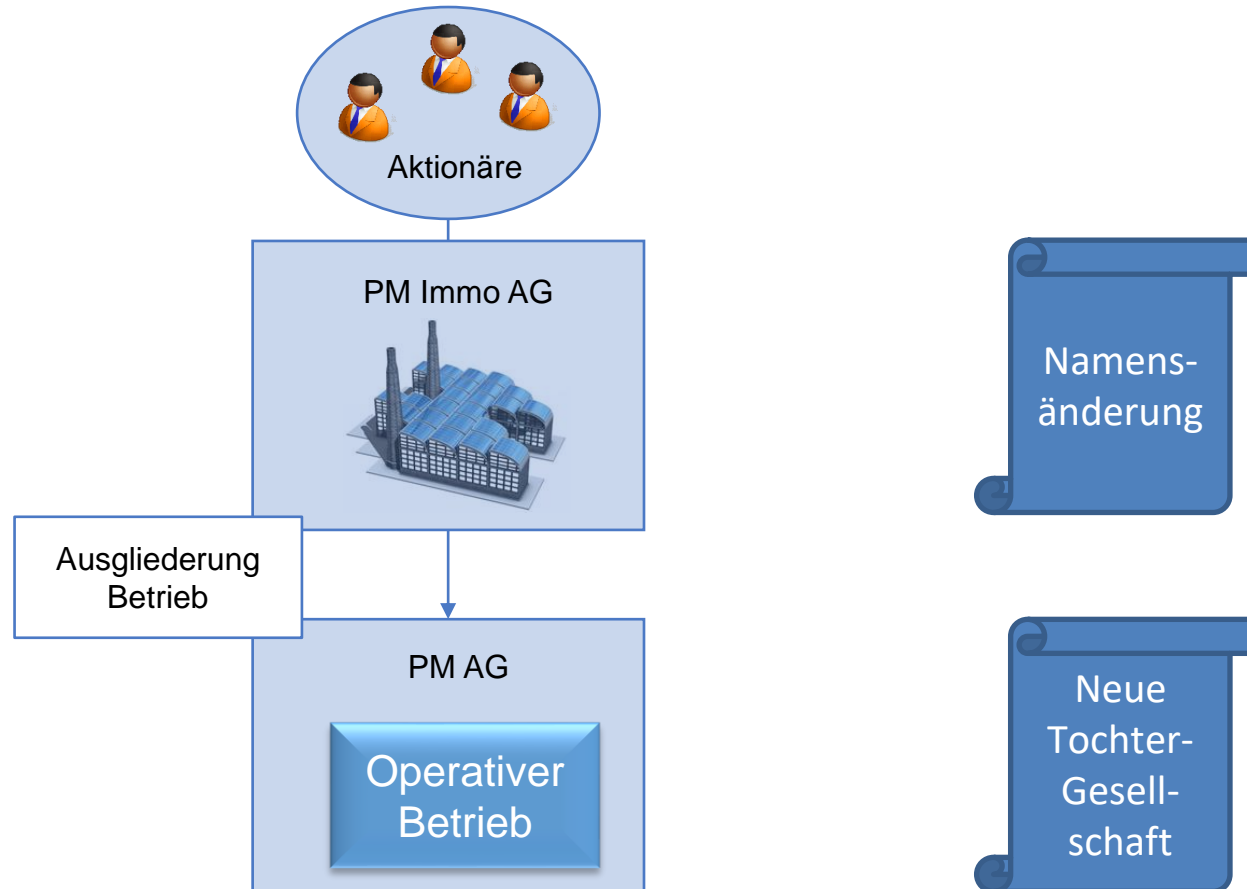 Aktionäre
PM Immo AG
Namens-
änderung
Ausgliederung
Betrieb
PM AG
Operativer
Betrieb
Neue
Tochter-
Gesell-
schaft